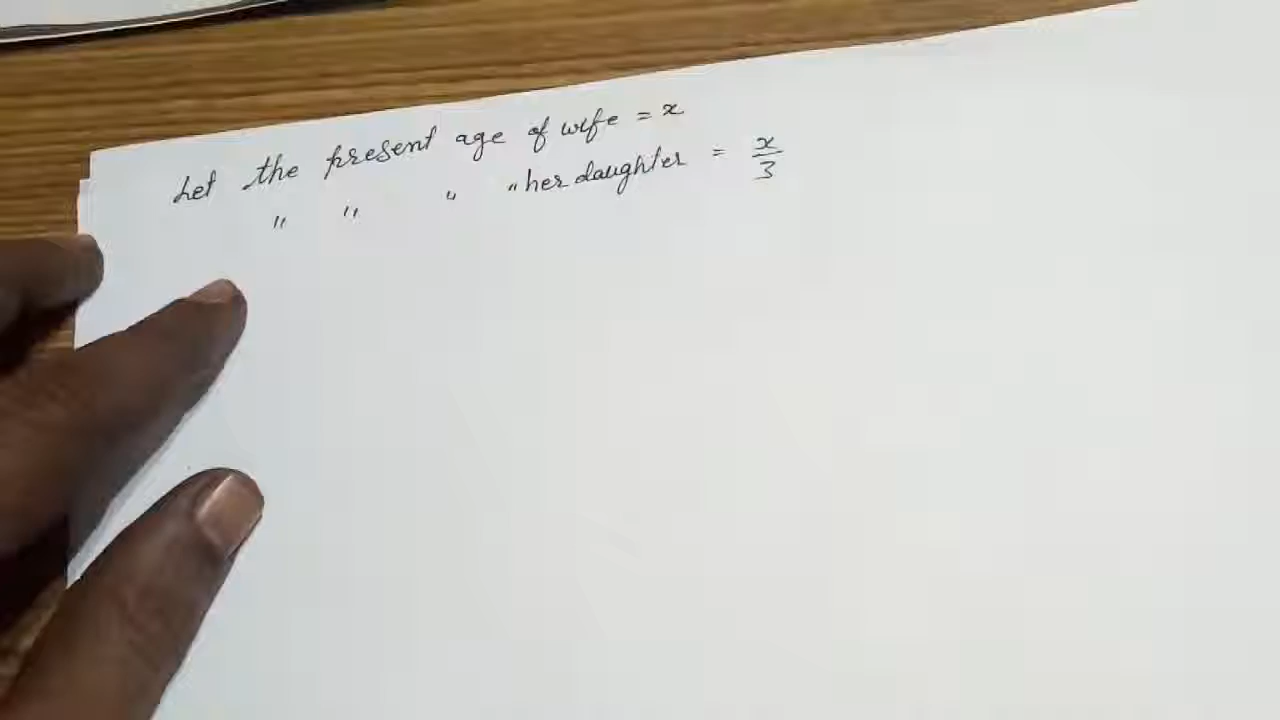 Let the present age of wife = x
" " " " her daughter = x/3